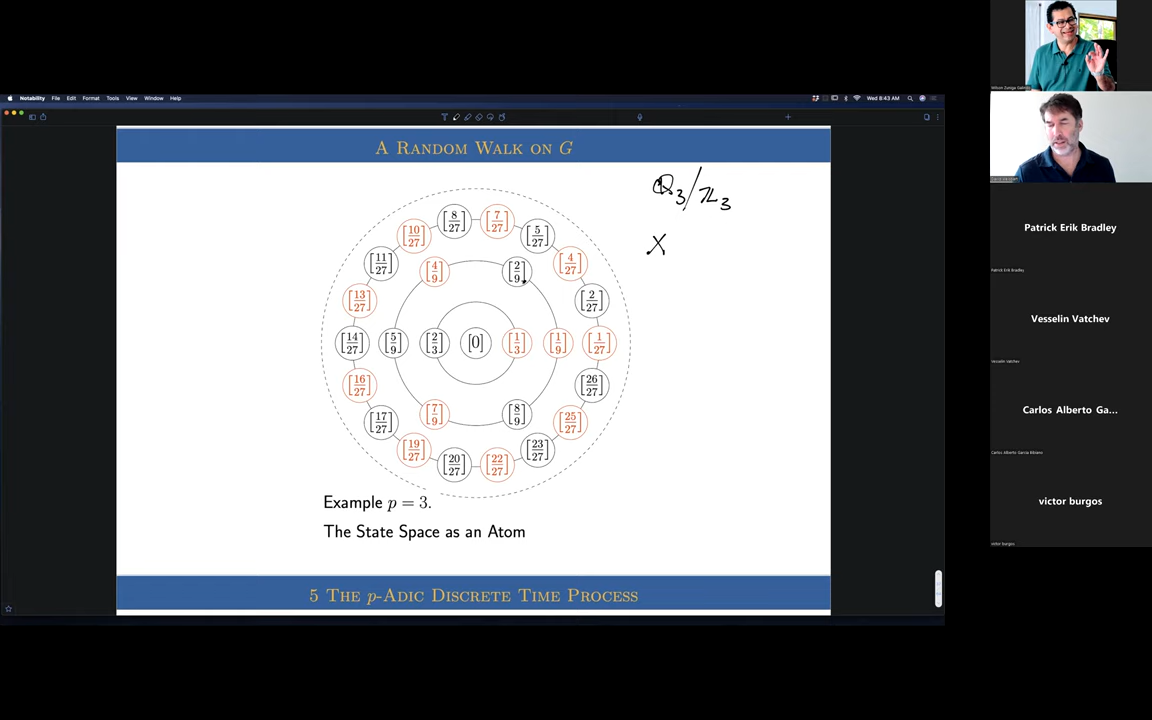 Notability File Edit Format Tools View Window Help
Wed 8:43 AM
A RANDOM WALK ON G
ℚ₃/ℤ₃
X
[8/27] [7/27]
[10/27] [5/27]
[11/27] [4/9] [2/9] [4/27]
[13/27] [2/27]
[14/27] [5/9] [2/3] [0] [1/3] [1/9] [1/27]
[16/27] [26/27]
[17/27] [7/9] [8/9] [25/27]
[19/27] [23/27]
[20/27] [22/27]
Example p = 3.
The State Space as an Atom
5 THE p-ADIC DISCRETE TIME PROCESS
Patrick Erik Bradley
Patrick Erik Bradley
Vesselin Vatchev
Vesselin Vatchev
Carlos Alberto Ga...
Carlos Alberto Garcia Bibiano
victor burgos
victor burgos